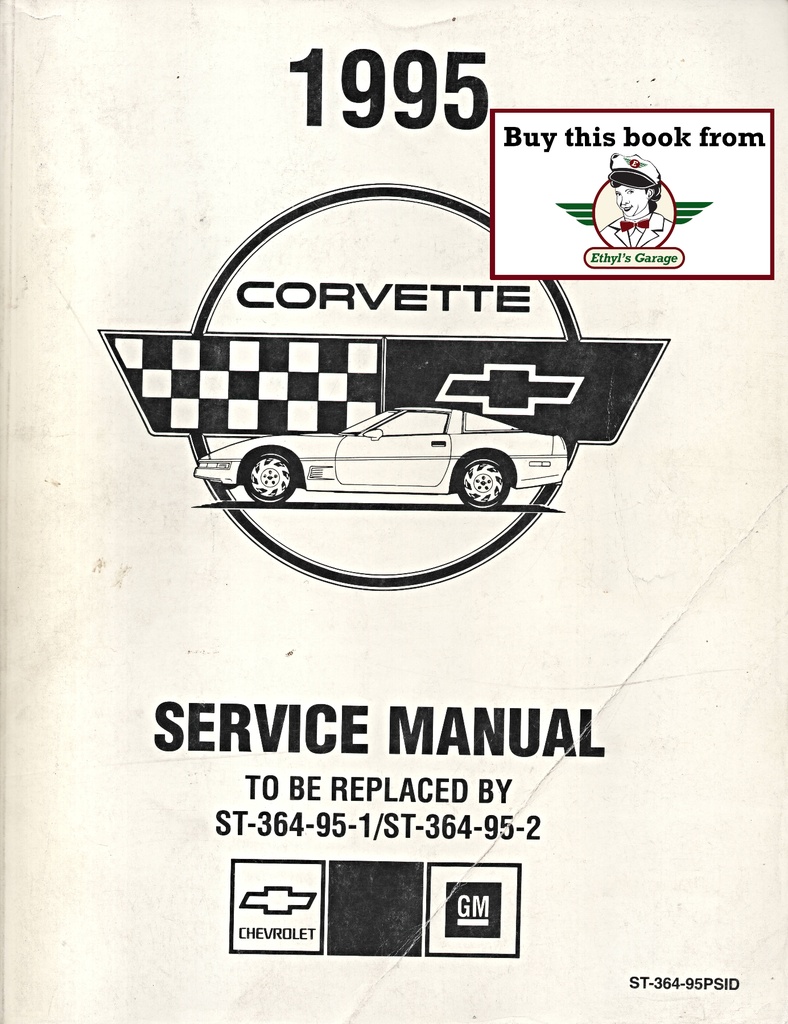 1995
Buy this book from
Ethyl's Garage
CORVETTE
SERVICE MANUAL
TO BE REPLACED BY
ST-364-95-1/ST-364-95-2
CHEVROLET
GM
ST-364-95PSID